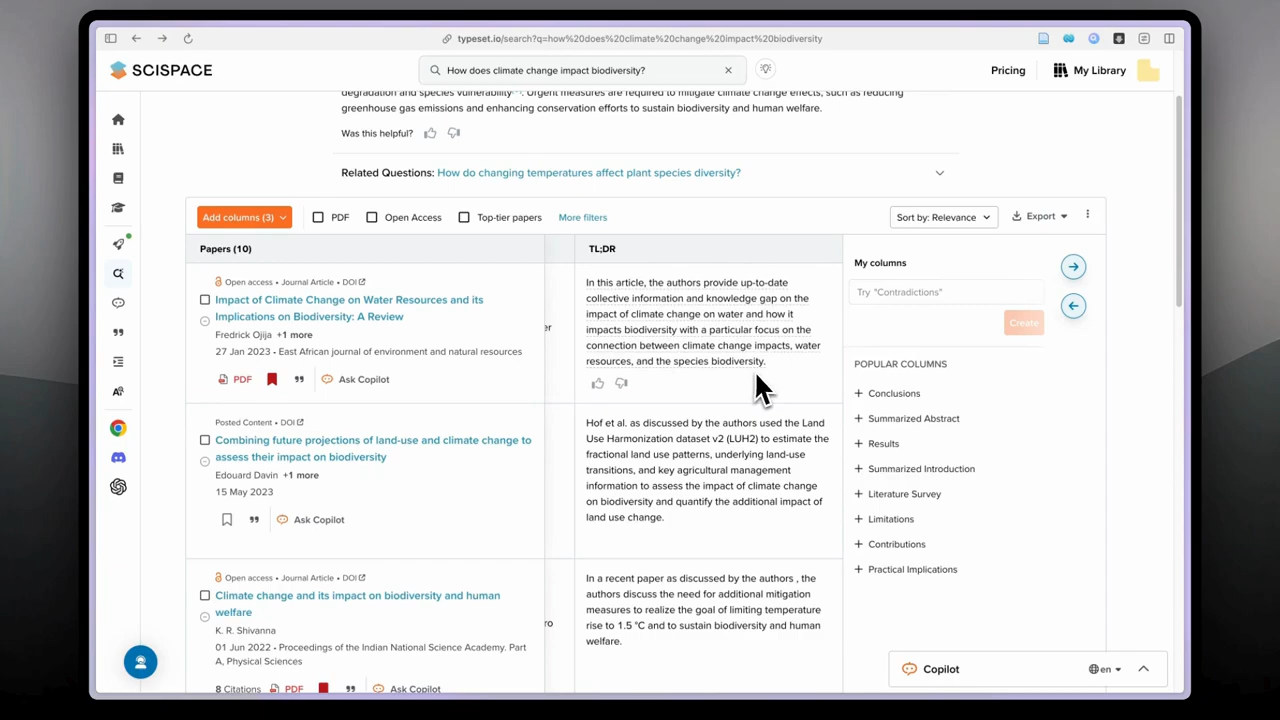 typeset.io/search?q=how%20does%20climate%20change%20impact%20biodiversity
SCISPACE
How does climate change impact biodiversity?
Pricing
My Library
degradation and species vulnerability. Urgent measures are required to mitigate climate change effects, such as reducing
greenhouse gas emissions and enhancing conservation efforts to sustain biodiversity and human welfare.
Was this helpful?
Related Questions: How do changing temperatures affect plant species diversity?
Add columns (3)
PDF
Open Access
Top-tier papers
More filters
Sort by: Relevance
Export
Papers (10)
TL;DR
Open access • Journal Article • DOI
Impact of Climate Change on Water Resources and its
Implications on Biodiversity: A Review
Fredrick Ojija +1 more
27 Jan 2023 - East African journal of environment and natural resources
PDF
Ask Copilot
er
In this article, the authors provide up-to-date
collective information and knowledge gap on the
impact of climate change on water and how it
impacts biodiversity with a particular focus on the
connection between climate change impacts, water
resources, and the species biodiversity.
Posted Content • DOI
Combining future projections of land-use and climate change to
assess their impact on biodiversity
Edouard Davin +1 more
15 May 2023
Ask Copilot
Hof et al. as discussed by the authors used the Land
Use Harmonization dataset v2 (LUH2) to estimate the
fractional land use patterns, underlying land-use
transitions, and key agricultural management
information to assess the impact of climate change
on biodiversity and quantify the additional impact of
land use change.
Open access • Journal Article • DOI
Climate change and its impact on biodiversity and human
welfare
K. R. Shivanna
01 Jun 2022 - Proceedings of the Indian National Science Academy. Part
A, Physical Sciences
8 Citations
PDF
Ask Copilot
ro
In a recent paper as discussed by the authors , the
authors discuss the need for additional mitigation
measures to realize the goal of limiting temperature
rise to 1.5 °C and to sustain biodiversity and human
welfare.
My columns
Try "Contradictions"
Create
POPULAR COLUMNS
+ Conclusions
+ Summarized Abstract
+ Results
+ Summarized Introduction
+ Literature Survey
+ Limitations
+ Contributions
+ Practical Implications
Copilot
en